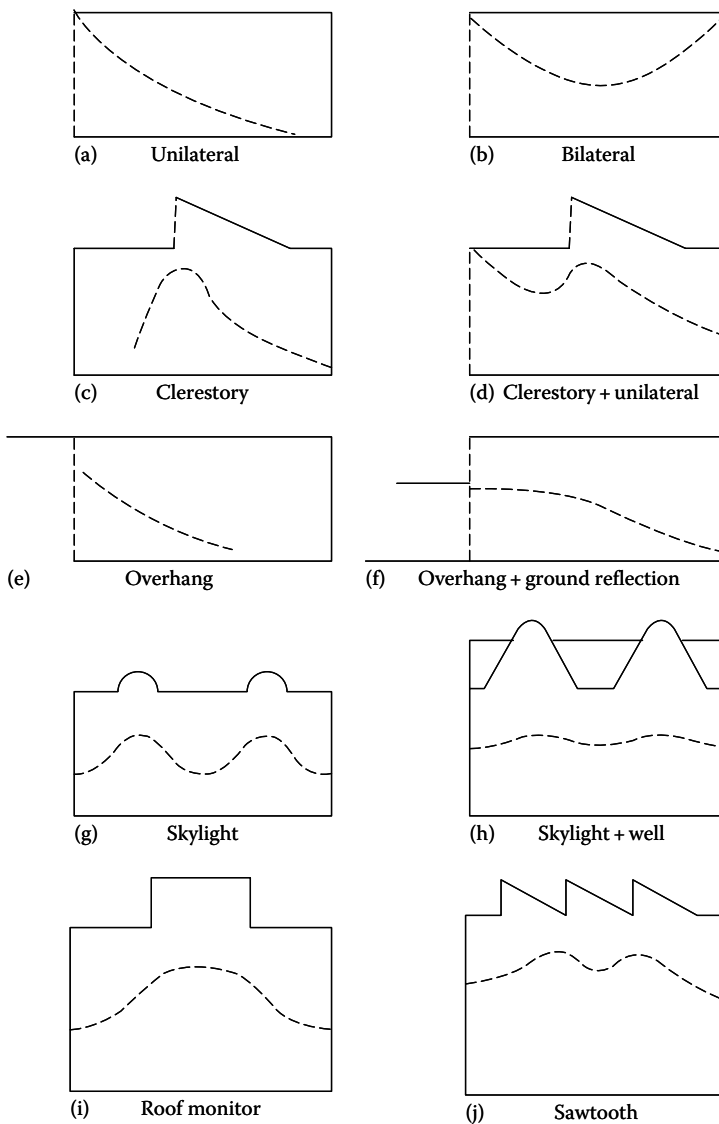 (a) Unilateral
(b) Bilateral
(c) Clerestory
(d) Clerestory + unilateral
(e) Overhang
(f) Overhang + ground reflection
(g) Skylight
(h) Skylight + well
(i) Roof monitor
(j) Sawtooth